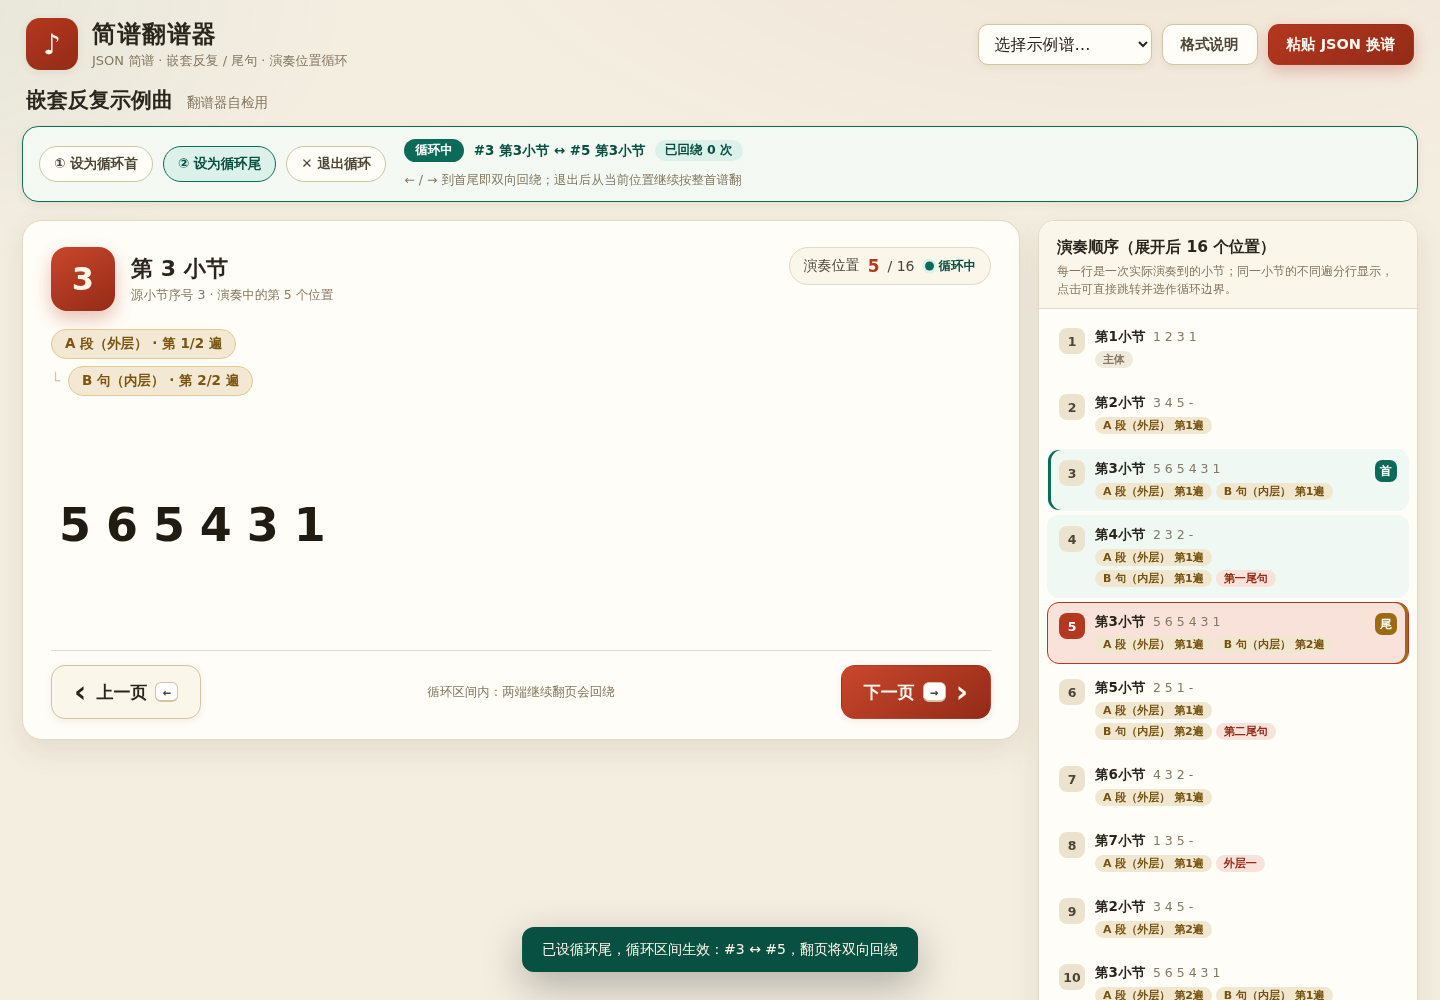 ♪
简谱翻谱器
JSON 简谱 · 嵌套反复 / 尾句 · 演奏位置循环
选择示例谱…
格式说明
粘贴 JSON 换谱
嵌套反复示例曲 翻谱器自检用
① 设为循环首
② 设为循环尾
✕ 退出循环
循环中 #3 第3小节 ↔ #5 第3小节 已回绕 0 次
← / → 到首尾即双向回绕；退出后从当前位置继续按整首谱翻
3
第 3 小节
源小节序号 3 · 演奏中的第 5 个位置
演奏位置 5 / 16 循环中
A 段（外层） · 第 1/2 遍
└ B 句（内层） · 第 2/2 遍
5 6 5 4 3 1
‹ 上一页 ←
循环区间内：两端继续翻页会回绕
下一页 → ›
演奏顺序（展开后 16 个位置）
每一行是一次实际演奏到的小节；同一小节的不同遍分行显示，
点击可直接跳转并选作循环边界。
1 第1小节 1 2 3 1
主体
2 第2小节 3 4 5 -
A 段（外层） 第1遍
3 第3小节 5 6 5 4 3 1 首
A 段（外层） 第1遍 B 句（内层） 第1遍
4 第4小节 2 3 2 -
A 段（外层） 第1遍
B 句（内层） 第1遍 第一尾句
5 第3小节 5 6 5 4 3 1 尾
A 段（外层） 第1遍 B 句（内层） 第2遍
6 第5小节 2 5 1 -
A 段（外层） 第1遍
B 句（内层） 第2遍 第二尾句
7 第6小节 4 3 2 -
A 段（外层） 第1遍
8 第7小节 1 3 5 -
A 段（外层） 第1遍 外层一
9 第2小节 3 4 5 -
A 段（外层） 第2遍
10 第3小节 5 6 5 4 3 1
A 段（外层） 第2遍 B 句（内层） 第1遍
已设循环尾，循环区间生效：#3 ↔ #5，翻页将双向回绕